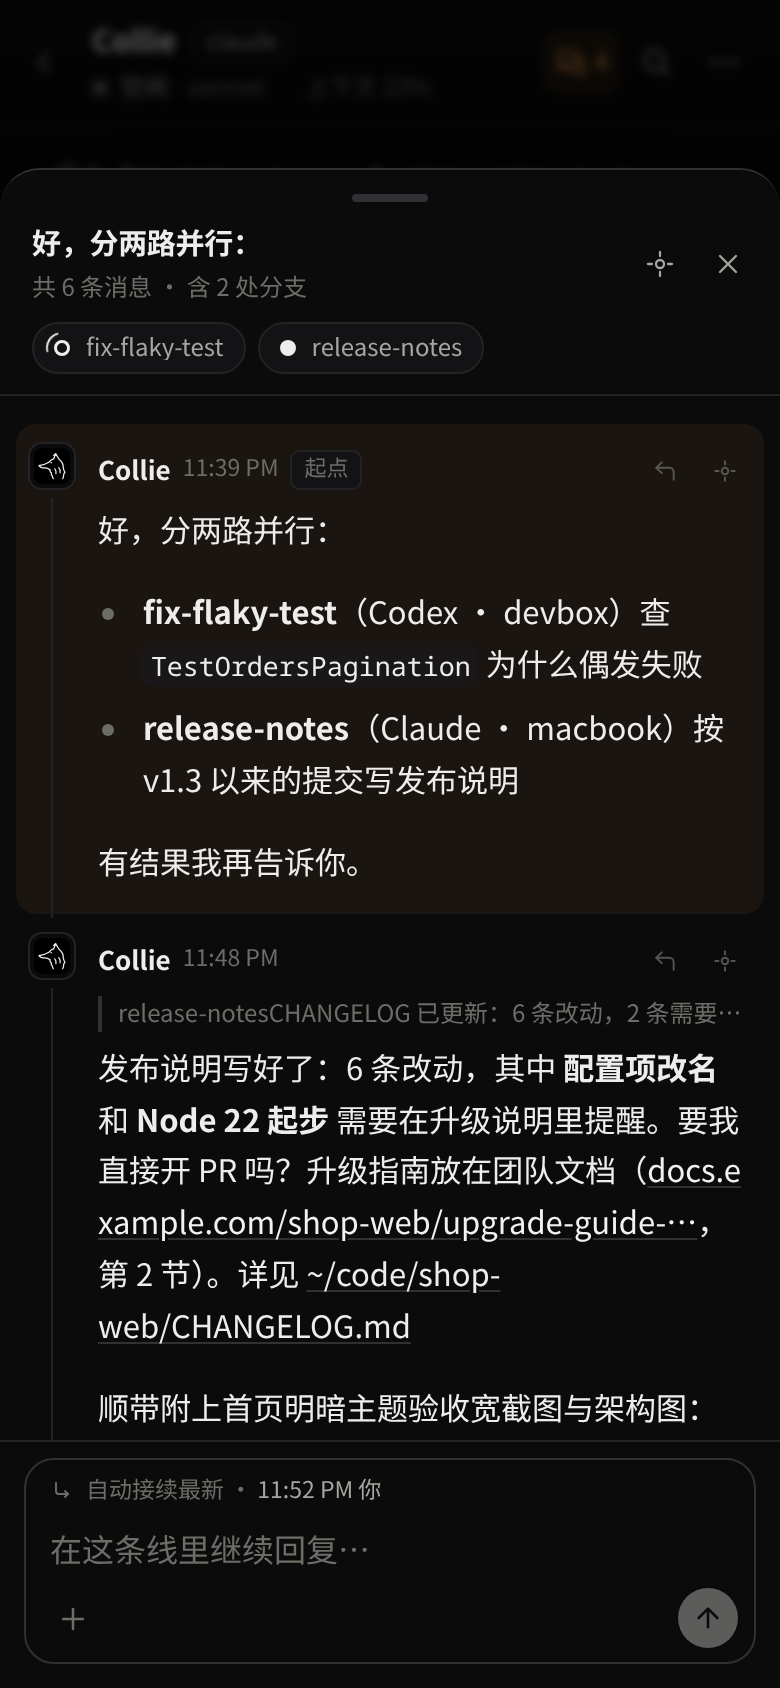 Collie claude
空闲 sonnet 上下文 23%
好，分两路并行：
共 6 条消息 · 含 2 处分支
fix-flaky-test release-notes
Collie 11:39 PM 起点
好，分两路并行：
fix-flaky-test（Codex · devbox）查
TestOrdersPagination 为什么偶发失败
release-notes（Claude · macbook）按
v1.3 以来的提交写发布说明
有结果我再告诉你。
Collie 11:48 PM
release-notesCHANGELOG 已更新：6 条改动，2 条需要…
发布说明写好了：6 条改动，其中 配置项改名
和 Node 22 起步 需要在升级说明里提醒。要我
直接开 PR 吗？升级指南放在团队文档（docs.e
xample.com/shop-web/upgrade-guide-…，
第 2 节）。详见 ~/code/shop-
web/CHANGELOG.md
顺带附上首页明暗主题验收宽截图与架构图：
自动接续最新 · 11:52 PM 你
在这条线里继续回复…